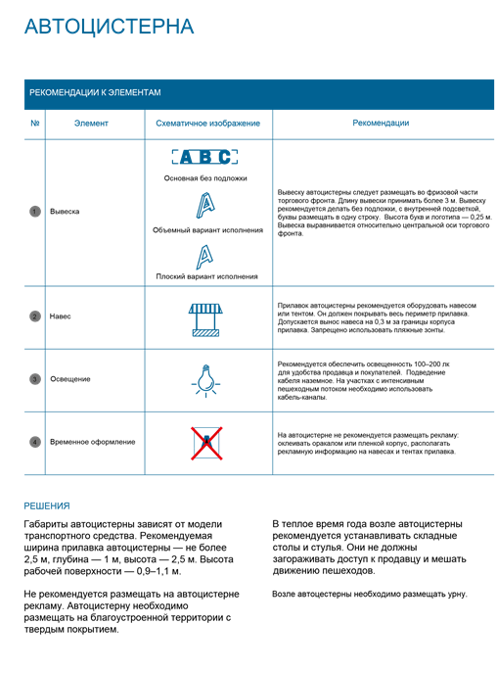 АВТОЦИСТЕРНА
РЕКОМЕНДАЦИИ К ЭЛЕМЕНТАМ
№ Элемент Схематичное изображение Рекомендации
ABC
Основная без подложки
A
Объемный вариант исполнения
A
Плоский вариант исполнения
1 Вывеска
Вывеску автоцистерны следует размещать во фризовой части
торгового фронта. Длину вывески принимать более 3 м. Вывеску
рекомендуется делать без подложки, с внутренней подсветкой,
буквы размещать в одну строку. Высота букв и логотипа — 0,25 м.
Вывеска выравнивается относительно центральной оси торгового
фронта.
2 Навес
Прилавок автоцистерны рекомендуется оборудовать навесом
или тентом. Он должен покрывать весь периметр прилавка.
Допускается вынос навеса на 0,3 м за границы корпуса
прилавка. Запрещено использовать пляжные зонты.
3 Освещение
Рекомендуется обеспечить освещенность 100–200 лк
для удобства продавца и покупателей. Подведение
кабеля наземное. На участках с интенсивным
пешеходным потоком необходимо использовать
кабель-каналы.
4 Временное оформление
A
На автоцистерне не рекомендуется размещать рекламу:
оклеивать оракалом или пленкой корпус, располагать
рекламную информацию на навесах и тентах прилавка.
РЕШЕНИЯ
Габариты автоцистерны зависят от модели
транспортного средства. Рекомендуемая
ширина прилавка автоцистерны — не более
2,5 м, глубина — 1 м, высота — 2,5 м. Высота
рабочей поверхности — 0,9–1,1 м.
Не рекомендуется размещать на автоцистерне
рекламу. Автоцистерну необходимо
размещать на благоустроенной территории с
твердым покрытием.
В теплое время года возле автоцистерны
рекомендуется устанавливать складные
столы и стулья. Они не должны
загораживать доступ к продавцу и мешать
движению пешеходов.
Возле автоцестерны необходимо размещать урну.